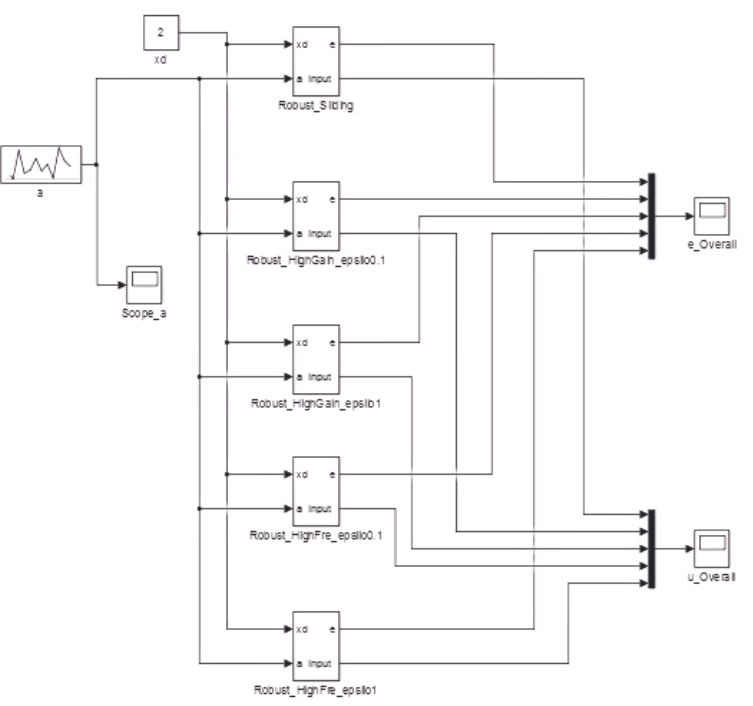 2
xd
xd e
a Input
Robust_Sliding
a
xd e
a Input
Robust_HighGain_epsilo0.1
e_Overall
Scope_a
xd e
a Input
Robust_HighGain_epsilo1
xd e
a Input
Robust_HighFre_epsilo0.1
u_Overall
xd e
a Input
Robust_HighFre_epsilo1